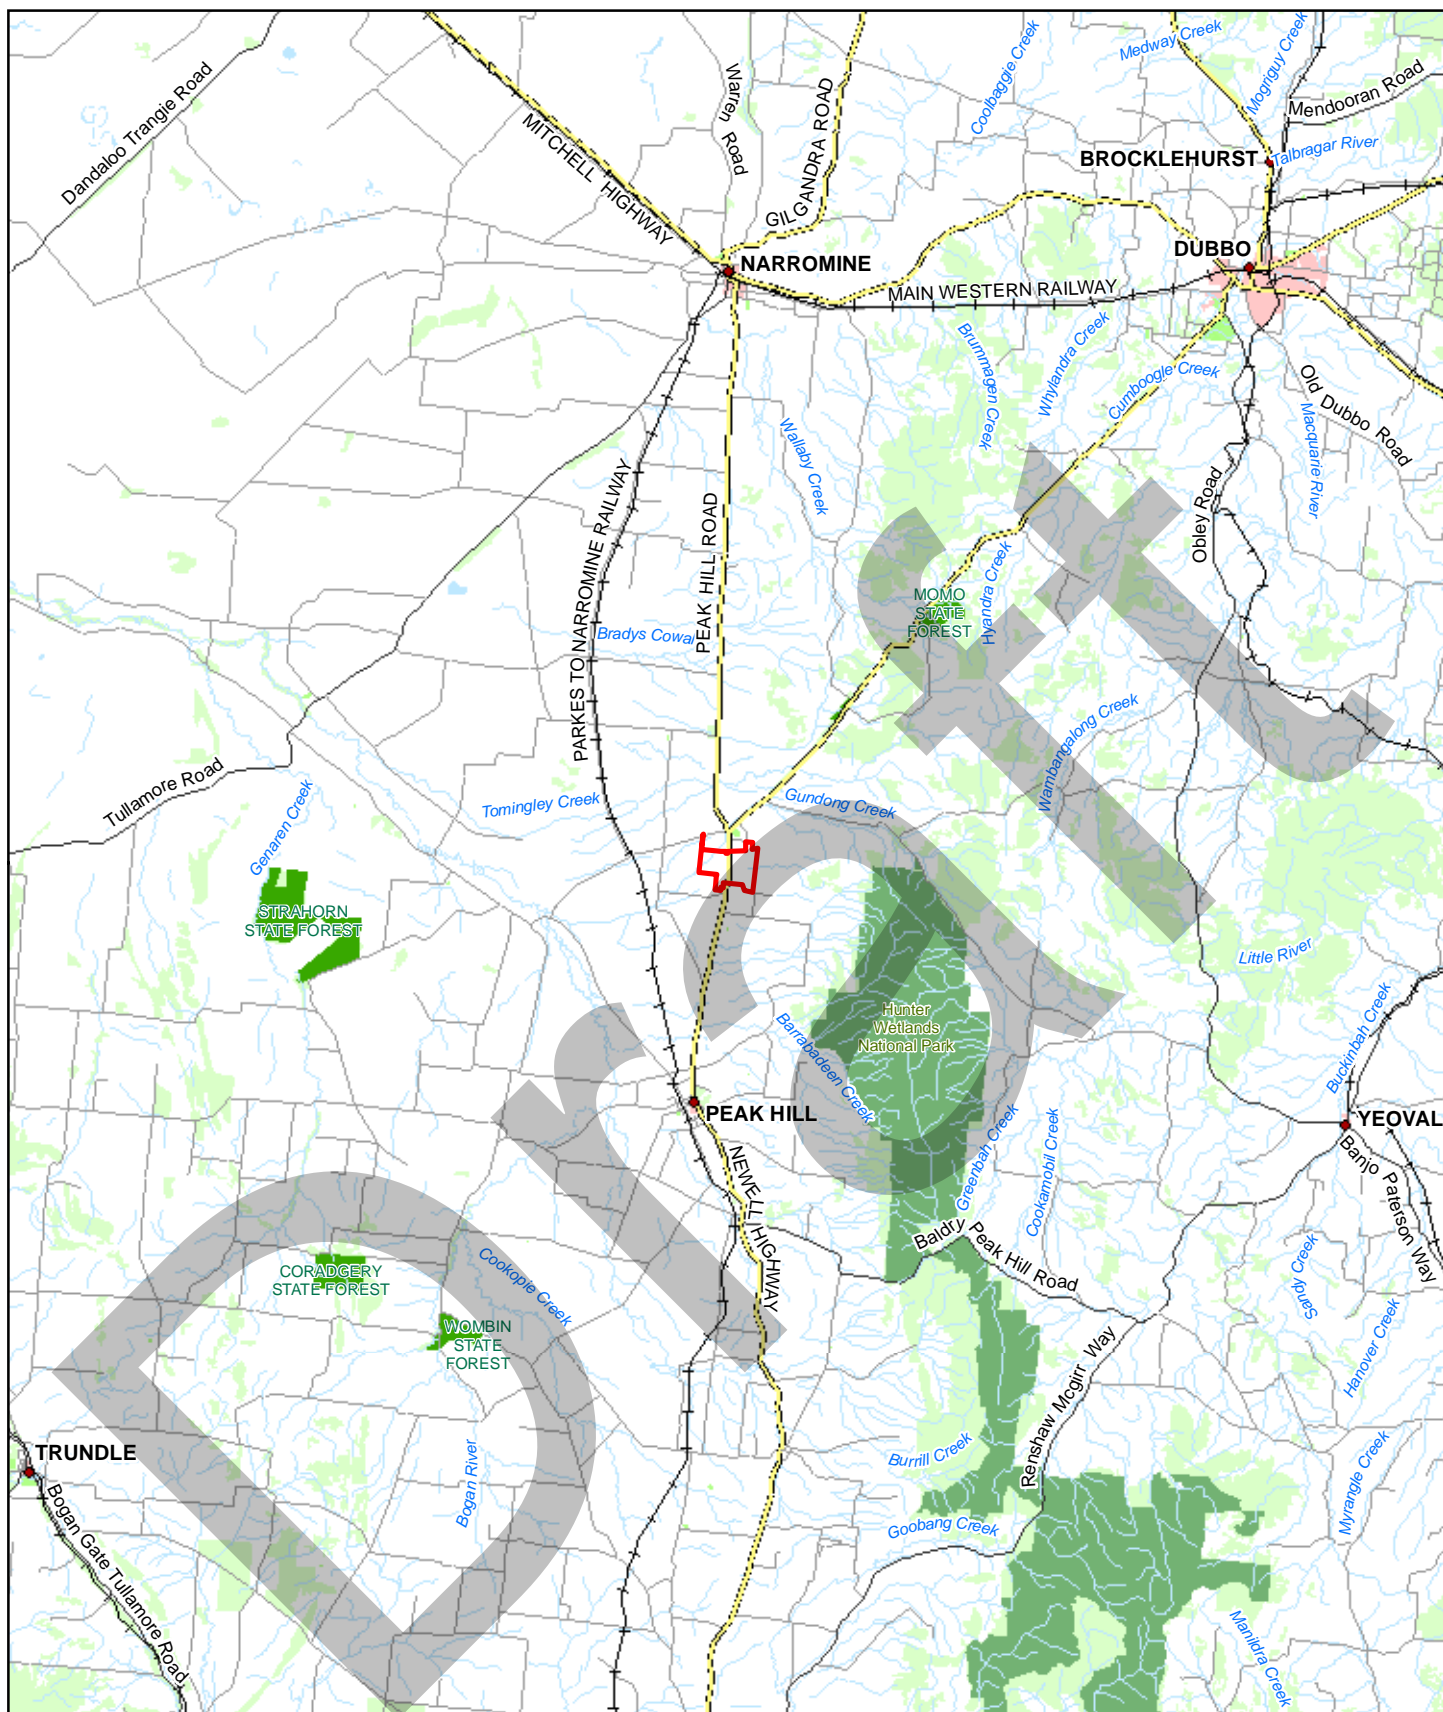 Medway Creek
Mogriguy Creek
Coolbaggie Creek
Mendooran Road
Dandaloo Trangie Road
Warren Road
GILGANDRA ROAD
MITCHELL HIGHWAY
BROCKLEHURST
Talbragar River
NARROMINE
DUBBO
MAIN WESTERN RAILWAY
Brummagen Creek
Whylandra Creek
Cumboogle Creek
Old Dubbo Road
Macquarie River
Wallaby Creek
PARKES TO NARROMINE RAILWAY
PEAK HILL ROAD
Obley Road
Hyandra Creek
MOMO
STATE
FOREST
Bradys Cowal
Wambangalong Creek
Tullamore Road
Genaren Creek
Tomingley Creek
Gundong Creek
STRAHORN
STATE FOREST
Little River
Hunter
Wetlands
National Park
Barrabadeen Creek
Buckinbah Creek
PEAK HILL
YEOVAL
Greenbah Creek
Cookamobil Creek
Banjo Paterson Way
NEWELL HIGHWAY
Baldry Peak Hill Road
Sandy Creek
CORADGERY
STATE FOREST
Cookopie Creek
WOMBIN
STATE
FOREST
Hanover Creek
Renshaw Mcgirr Way
TRUNDLE
Bogan River
Burrill Creek
Goobang Creek
Myrangle Creek
Bogan Gate Tullamore Road
Manildra Creek
Draft